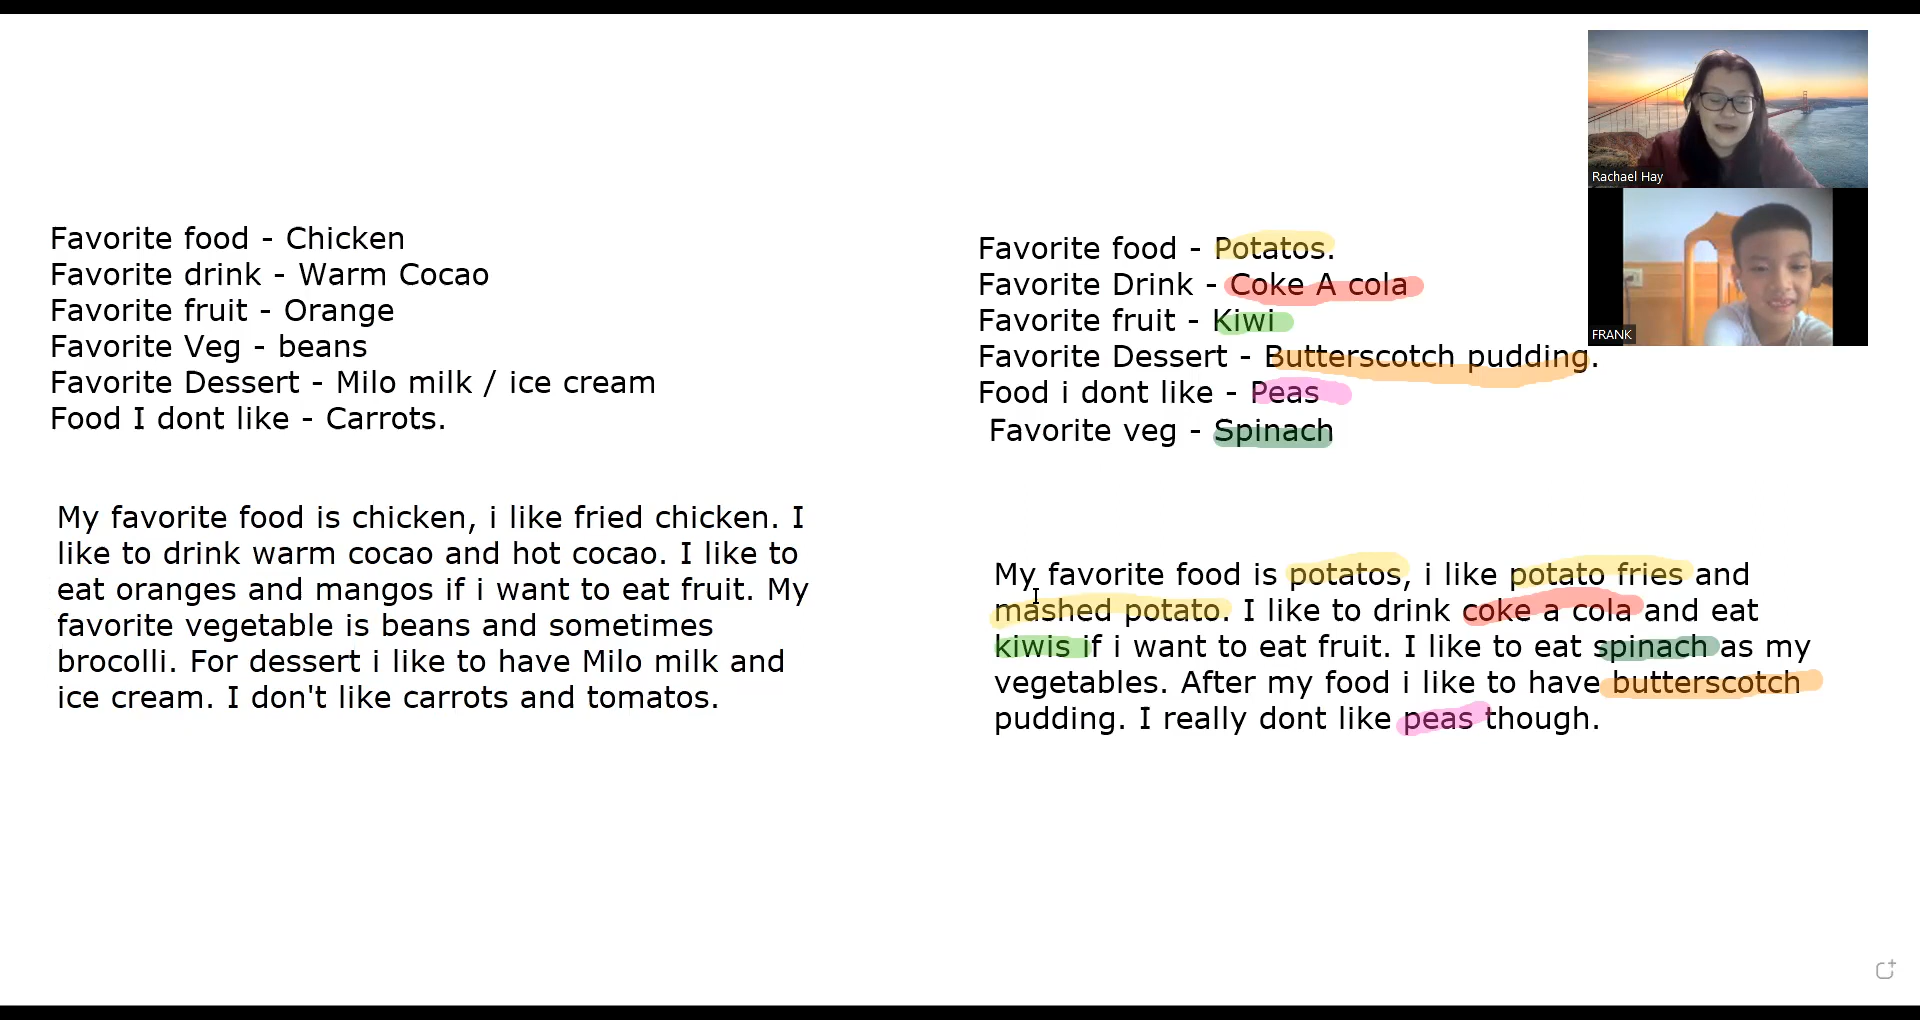 Favorite food - Chicken
Favorite drink - Warm Cocao
Favorite fruit - Orange
Favorite Veg - beans
Favorite Dessert - Milo milk / ice cream
Food I dont like - Carrots.
My favorite food is chicken, i like fried chicken. I
like to drink warm cocao and hot cocao. I like to
eat oranges and mangos if i want to eat fruit. My
favorite vegetable is beans and sometimes
brocolli. For dessert i like to have Milo milk and
ice cream. I don't like carrots and tomatos.
Favorite food - Potatos.
Favorite Drink - Coke A cola
Favorite fruit - Kiwi
Favorite Dessert - Butterscotch pudding.
Food i dont like - Peas
Favorite veg - Spinach
My favorite food is potatos, i like potato fries and
mashed potato. I like to drink coke a cola and eat
kiwis if i want to eat fruit. I like to eat spinach as my
vegetables. After my food i like to have butterscotch
pudding. I really dont like peas though.
Rachael Hay
FRANK